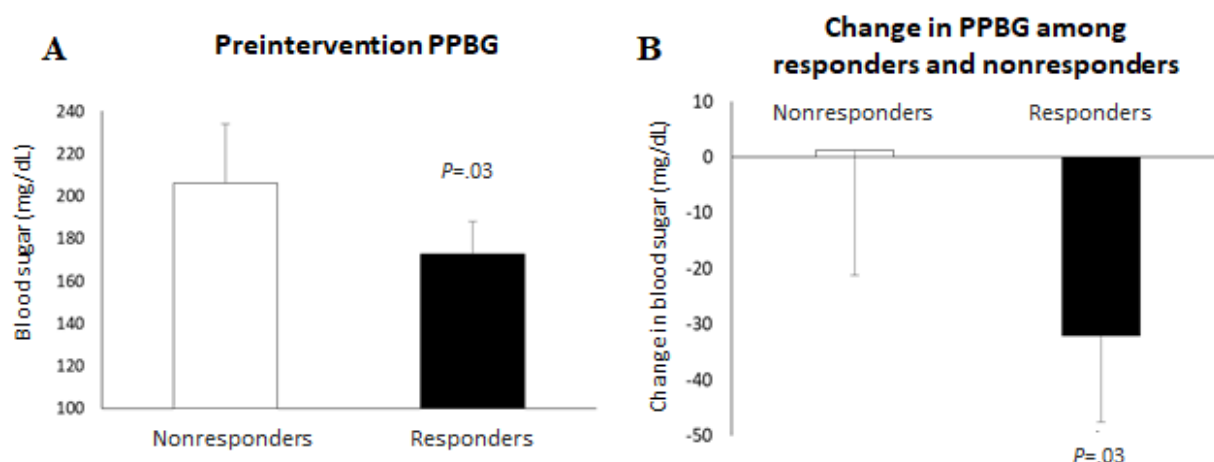 A
Preintervention PPBG
Blood sugar (mg/dL)
240
220
200
180
160
140
120
100
P=.03
Nonresponders
Responders
B
Change in PPBG among
responders and nonresponders
Change in blood sugar (mg/dL)
10
0
-10
-20
-30
-40
-50
Nonresponders
Responders
P=.03